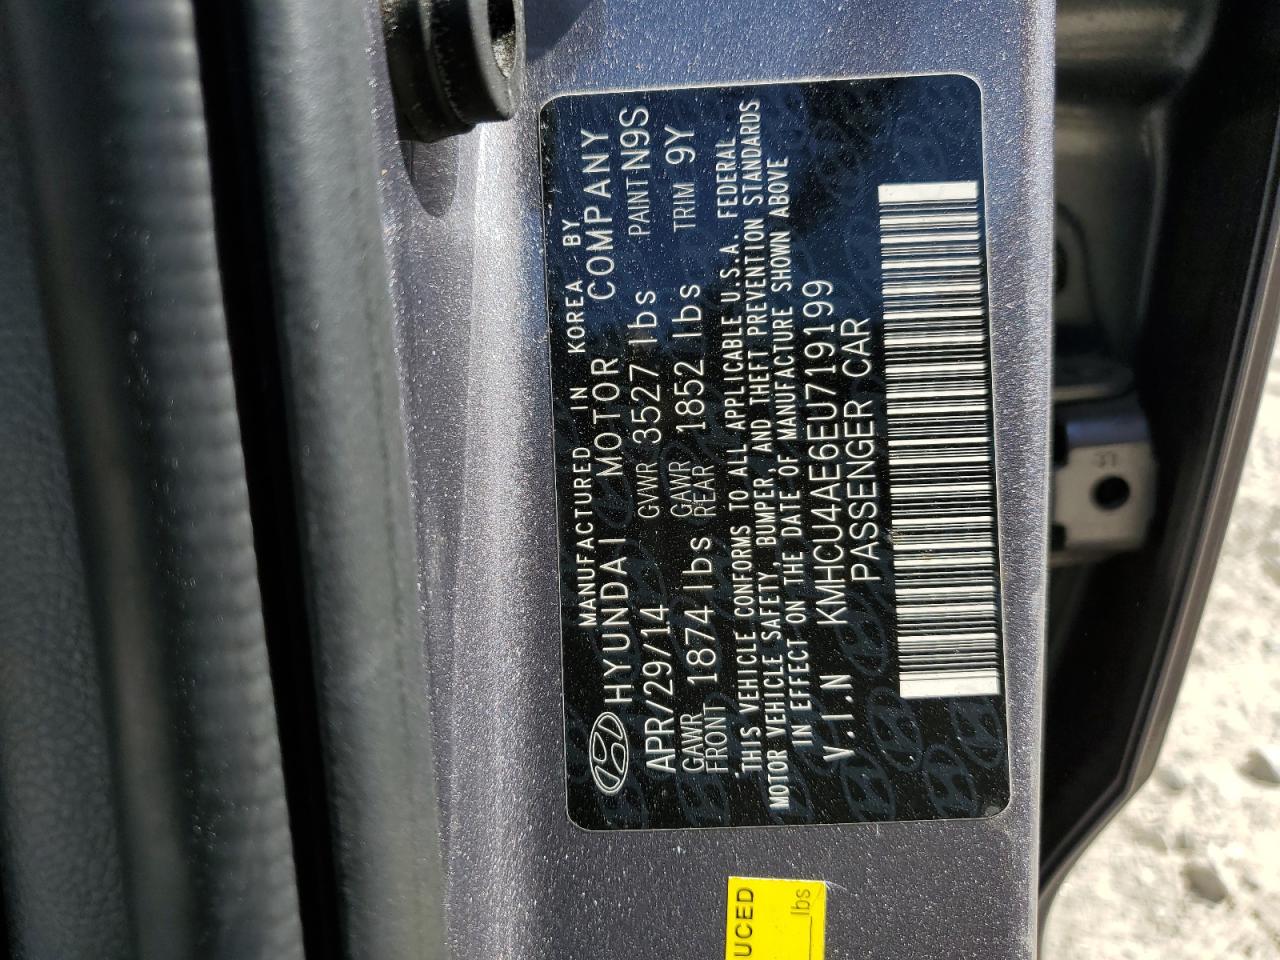 MANUFACTURED IN KOREA BY
HYUNDAI MOTOR COMPANY
APR/29/14 GVWR 3527 lbs PAINT N9S
GAWR FRONT 1874 lbs GAWR REAR 1852 lbs TRIM 9Y
THIS VEHICLE CONFORMS TO ALL APPLICABLE U.S.A. FEDERAL
MOTOR VEHICLE SAFETY, BUMPER, AND THEFT PREVENTION STANDARDS
IN EFFECT ON THE DATE OF MANUFACTURE SHOWN ABOVE
V.I.N KMHCU4AE6EU719199
PASSENGER CAR
UCED
lbs